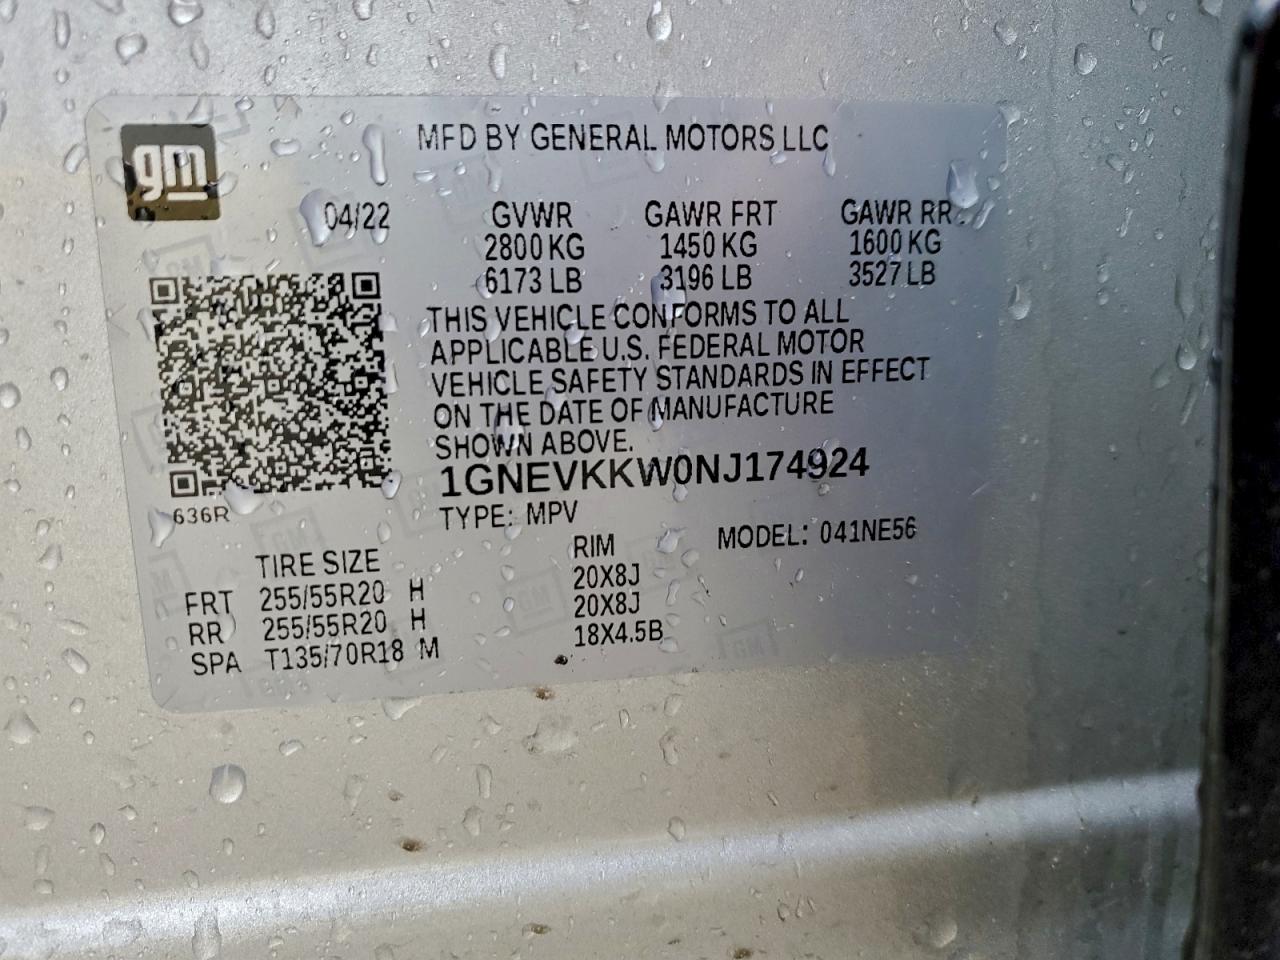 gm
MFD BY GENERAL MOTORS LLC
04/22 GVWR GAWR FRT GAWR RR
2800 KG 1450 KG 1600 KG
6173 LB 3196 LB 3527 LB
THIS VEHICLE CONFORMS TO ALL
APPLICABLE U.S. FEDERAL MOTOR
VEHICLE SAFETY STANDARDS IN EFFECT
ON THE DATE OF MANUFACTURE
SHOWN ABOVE.
1GNEVKKW0NJ174924
636R
TYPE: MPV MODEL: 041NE56
TIRE SIZE RIM
FRT 255/55R20 H 20X8J
RR 255/55R20 H 20X8J
SPA T135/70R18 M 18X4.5B